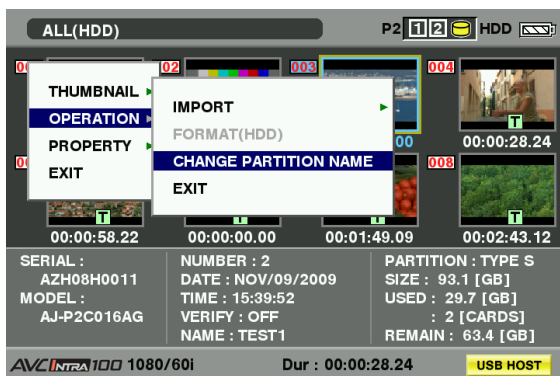 ALL(HDD) P2 1 2 HDD
00 02 003 004
THUMBNAIL
OPERATION
PROPERTY
EXIT
IMPORT
FORMAT(HDD)
CHANGE PARTITION NAME
EXIT
T
00 00:00:28.24
00 008
T T T T
00:00:58.22 00:00:00.00 00:01:49.09 00:02:43.12
SERIAL :
AZH08H0011
MODEL :
AJ-P2C016AG
NUMBER : 2
DATE : NOV/09/2009
TIME : 15:39:52
VERIFY : OFF
NAME : TEST1
PARTITION : TYPE S
SIZE : 93.1 [GB]
USED : 29.7 [GB]
: 2 [CARDS]
REMAIN : 63.4 [GB]
AVC INTRA 100 1080/60i Dur : 00:00:28.24 USB HOST